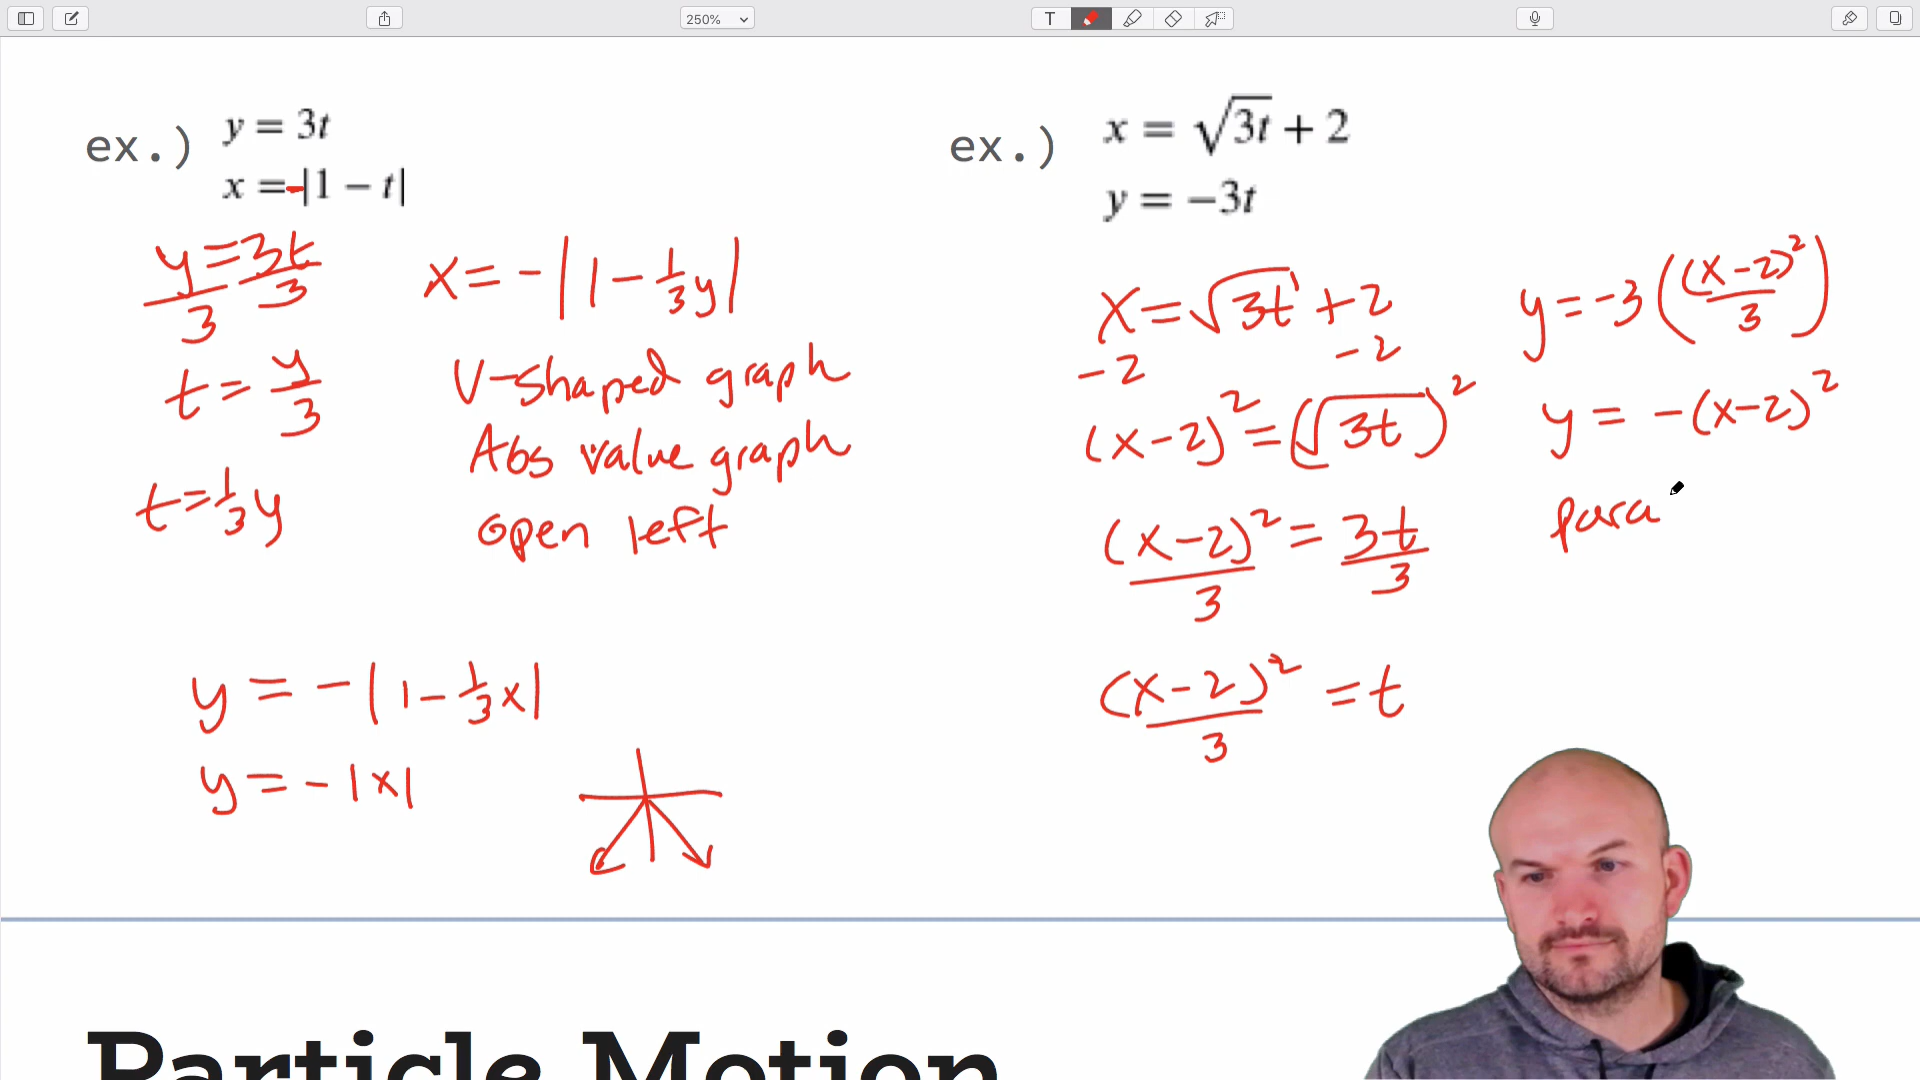 250%
T
ex.)
y = 3t
x = -|1 − t|
y = 3t
3 3
t = y/3
t = 1/3 y
x = - |1 - 1/3 y|
V-shaped graph
Abs value graph
Open left
y = - |1 - 1/3 x|
y = - |x|
ex.)
x = √3t + 2
y = −3t
x = √3t + 2
-2 -2
(x-2)² = (√3t)²
(x-2)²/3 = 3t/3
(x-2)²/3 = t
y = -3((x-2)²/3)
y = -(x-2)²
para
Particle Motion